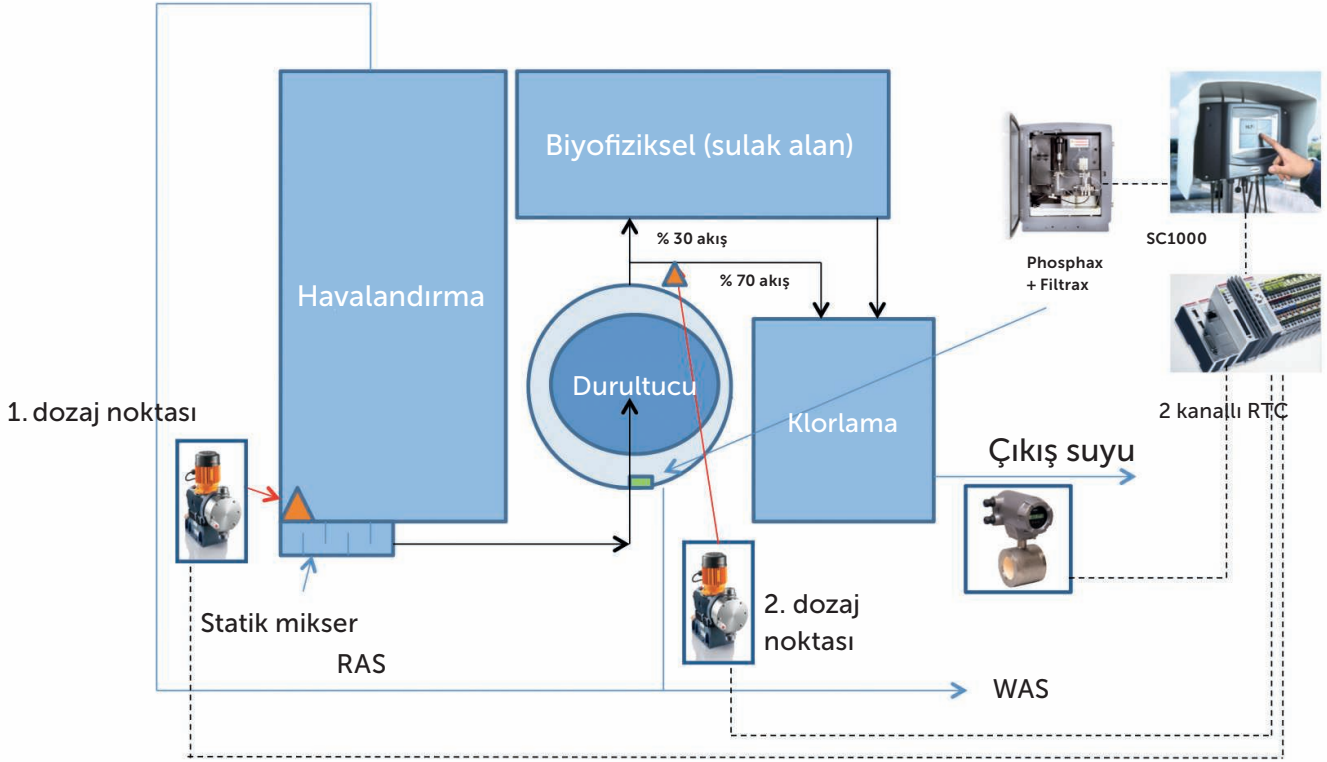 Biyofiziksel (sulak alan)
% 30 akış
% 70 akış
Havalandırma
Durultucu
Klorlama
SC1000
Phosphax
+ Filtrax
2 kanallı RTC
1. dozaj noktası
Çıkış suyu
Statik mikser
2. dozaj
noktası
RAS
WAS